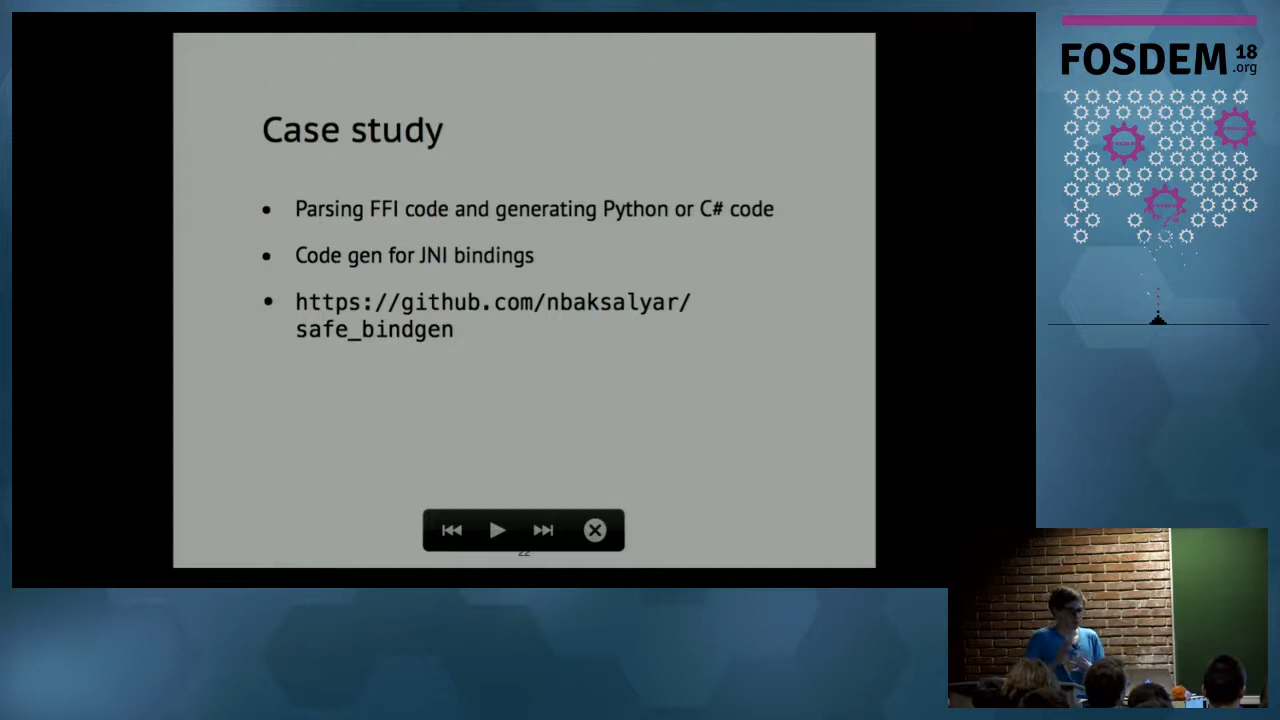 Case study
• Parsing FFI code and generating Python or C# code
• Code gen for JNI bindings
• https://github.com/nbaksalyar/
safe_bindgen
22
FOSDEM 18
.org